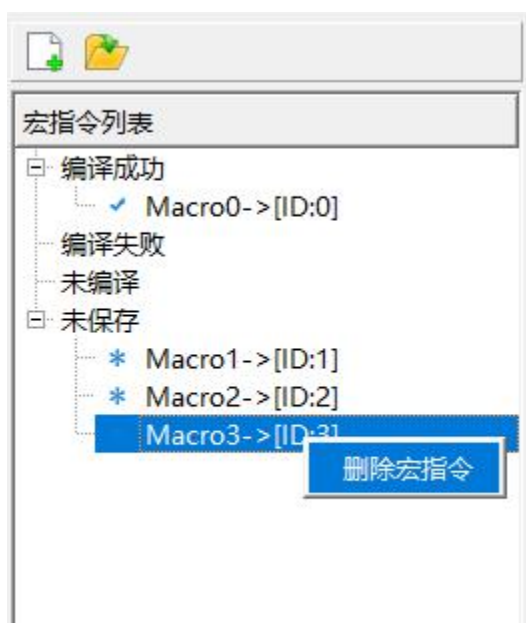 宏指令列表
编译成功
Macro0->[ID:0]
编译失败
未编译
未保存
Macro1->[ID:1]
Macro2->[ID:2]
Macro3->[ID:3]
删除宏指令